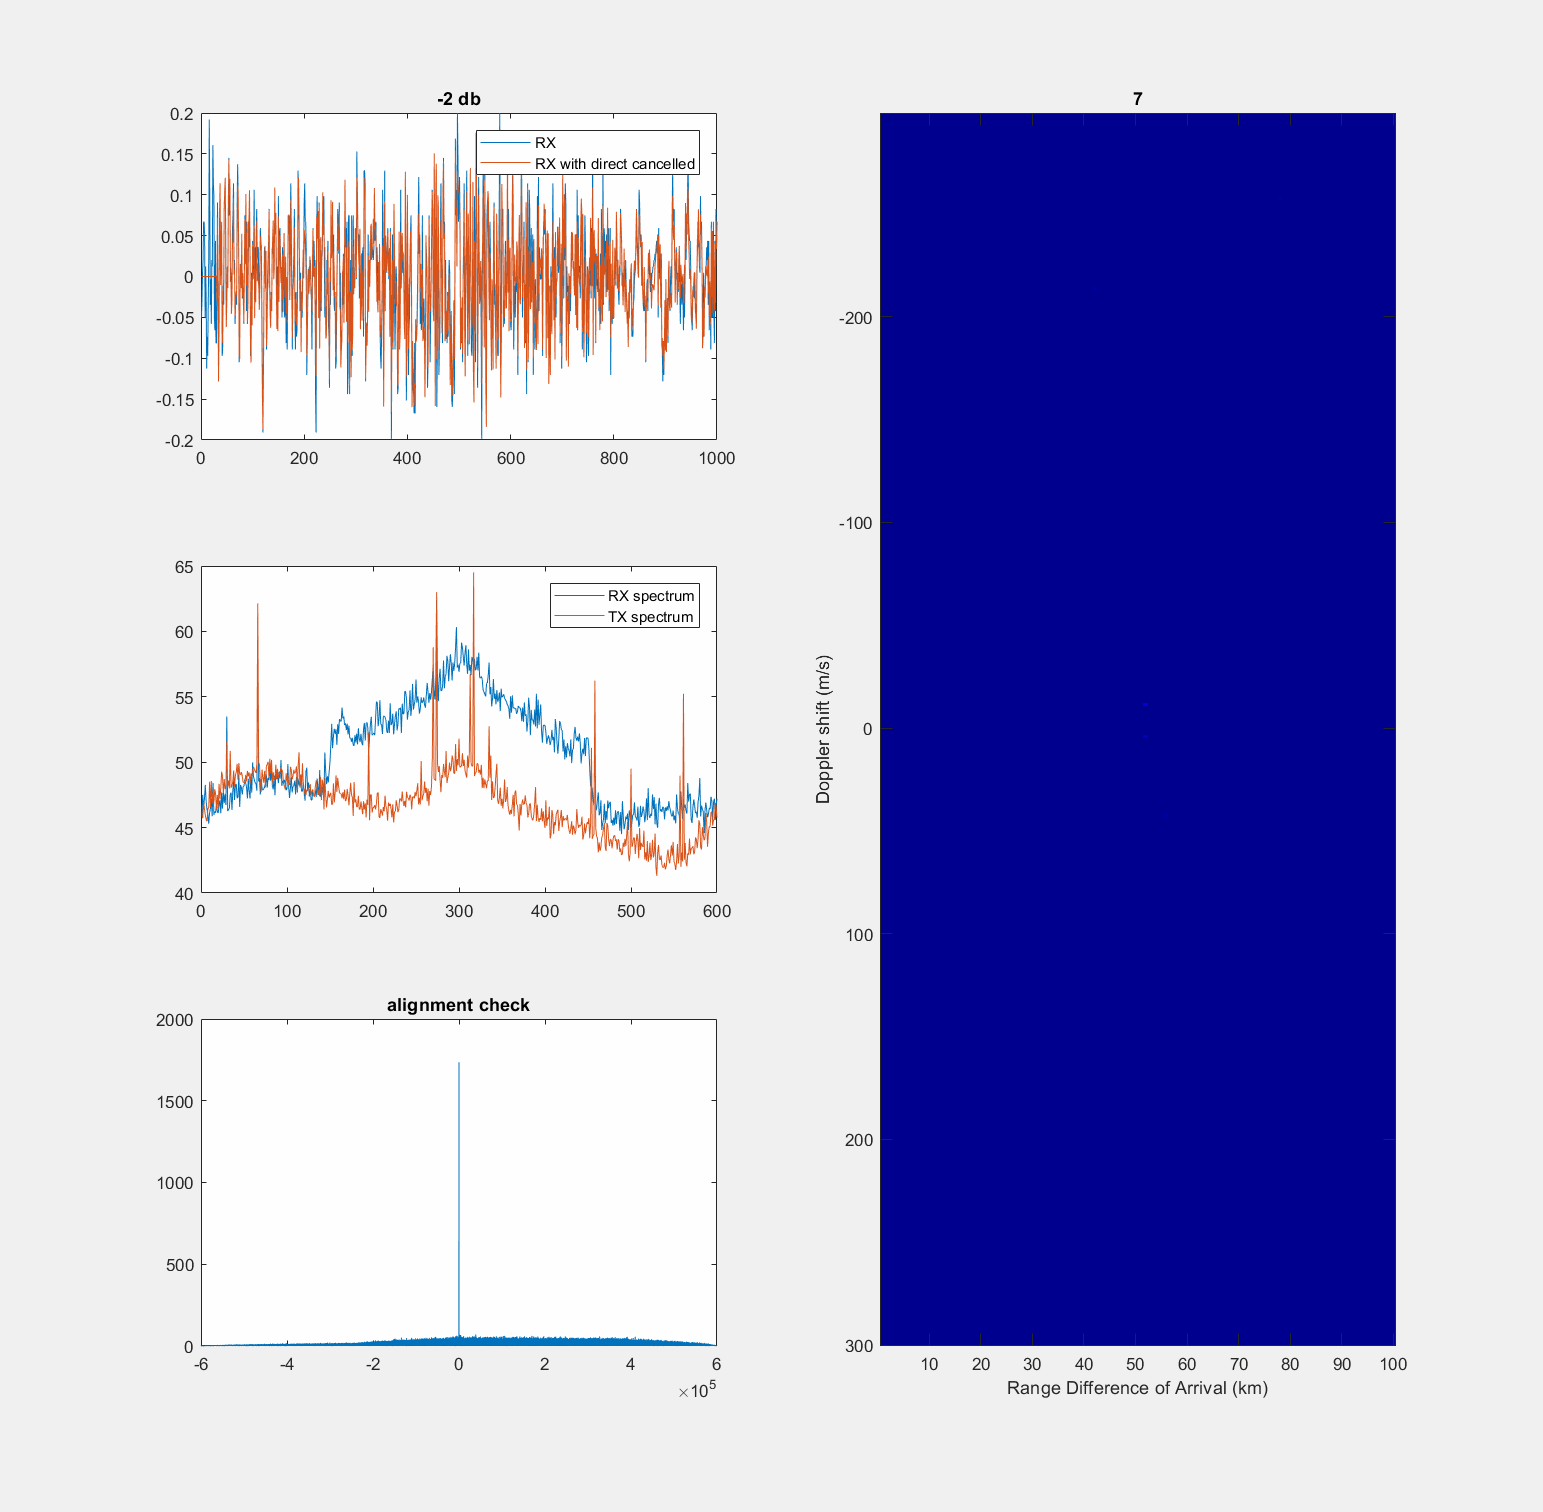 -2 db
0.2
0.15
0.1
0.05
0
-0.05
-0.1
-0.15
-0.2
0 200 400 600 800 1000
RX
RX with direct cancelled
65
60
55
50
45
40
0 100 200 300 400 500 600
RX spectrum
TX spectrum
alignment check
2000
1500
1000
500
0
-6 -4 -2 0 2 4 6
×10^5
7
-200
-100
0
100
200
300
Doppler shift (m/s)
10 20 30 40 50 60 70 80 90 100
Range Difference of Arrival (km)